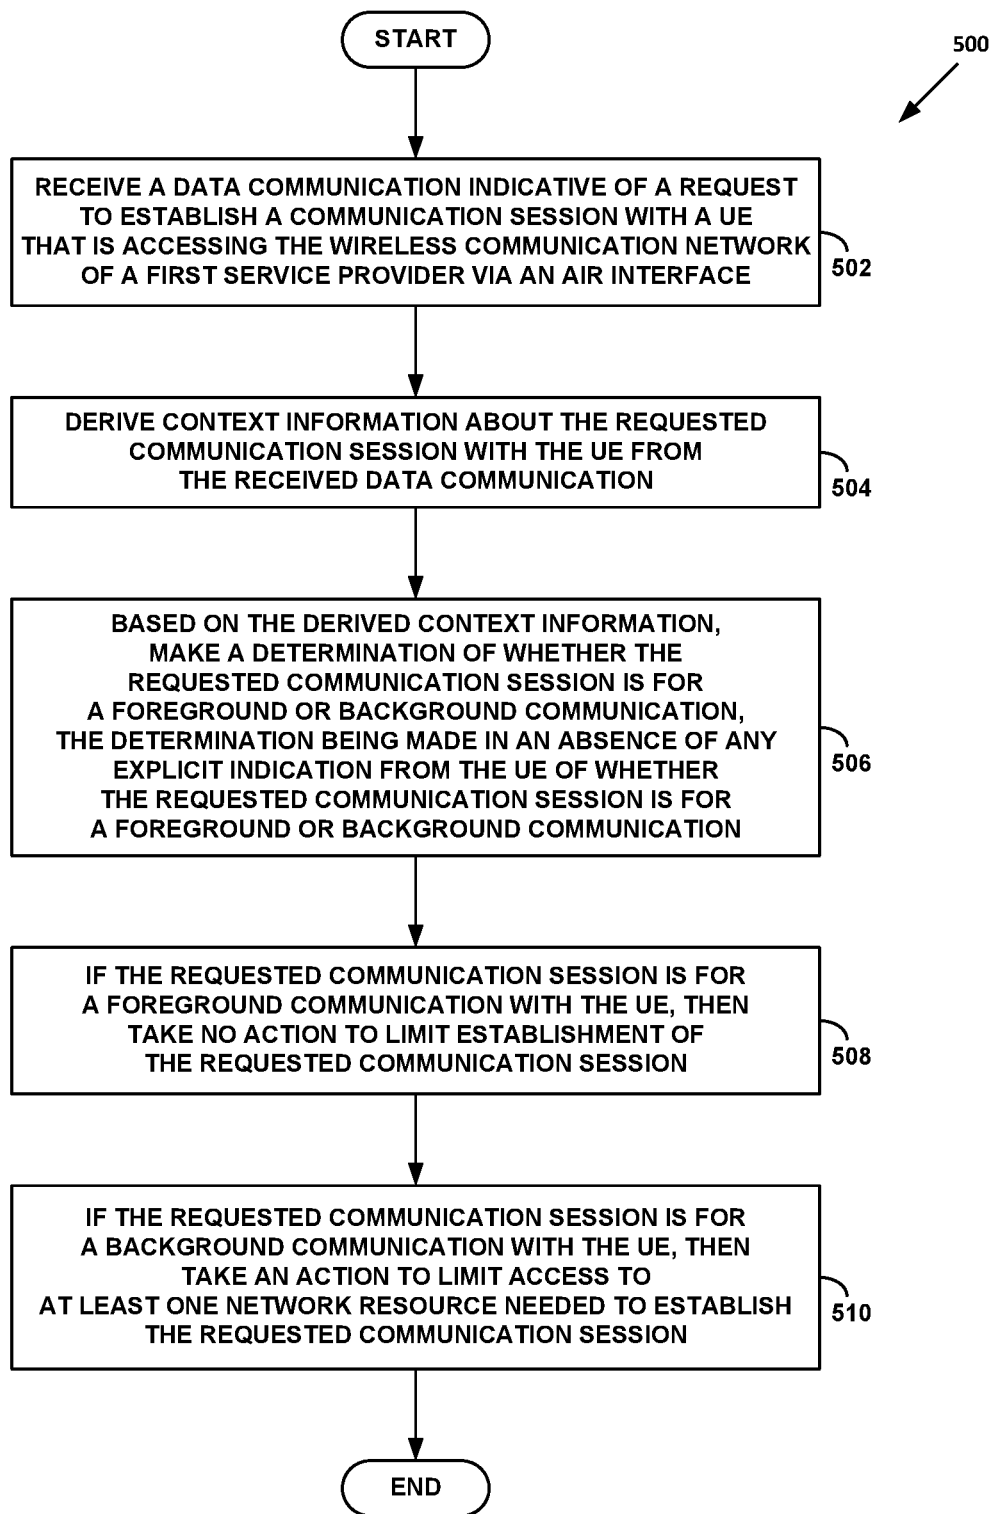 START
500
RECEIVE A DATA COMMUNICATION INDICATIVE OF A REQUEST
TO ESTABLISH A COMMUNICATION SESSION WITH A UE
THAT IS ACCESSING THE WIRELESS COMMUNICATION NETWORK
OF A FIRST SERVICE PROVIDER VIA AN AIR INTERFACE
502
DERIVE CONTEXT INFORMATION ABOUT THE REQUESTED
COMMUNICATION SESSION WITH THE UE FROM
THE RECEIVED DATA COMMUNICATION
504
BASED ON THE DERIVED CONTEXT INFORMATION,
MAKE A DETERMINATION OF WHETHER THE
REQUESTED COMMUNICATION SESSION IS FOR
A FOREGROUND OR BACKGROUND COMMUNICATION,
THE DETERMINATION BEING MADE IN AN ABSENCE OF ANY
EXPLICIT INDICATION FROM THE UE OF WHETHER
THE REQUESTED COMMUNICATION SESSION IS FOR
A FOREGROUND OR BACKGROUND COMMUNICATION
506
IF THE REQUESTED COMMUNICATION SESSION IS FOR
A FOREGROUND COMMUNICATION WITH THE UE, THEN
TAKE NO ACTION TO LIMIT ESTABLISHMENT OF
THE REQUESTED COMMUNICATION SESSION
508
IF THE REQUESTED COMMUNICATION SESSION IS FOR
A BACKGROUND COMMUNICATION WITH THE UE, THEN
TAKE AN ACTION TO LIMIT ACCESS TO
AT LEAST ONE NETWORK RESOURCE NEEDED TO ESTABLISH
THE REQUESTED COMMUNICATION SESSION
510
END